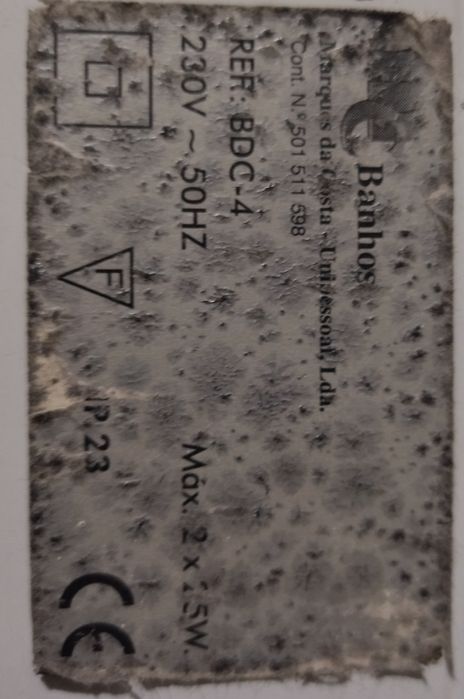 Banhos
Marques da Costa - Unipessoal, Lda.
Cont. N.º 501 511 598
REF: BDC-4
230V ~ 50HZ
Máx. 2 x
F
IP 23
CE